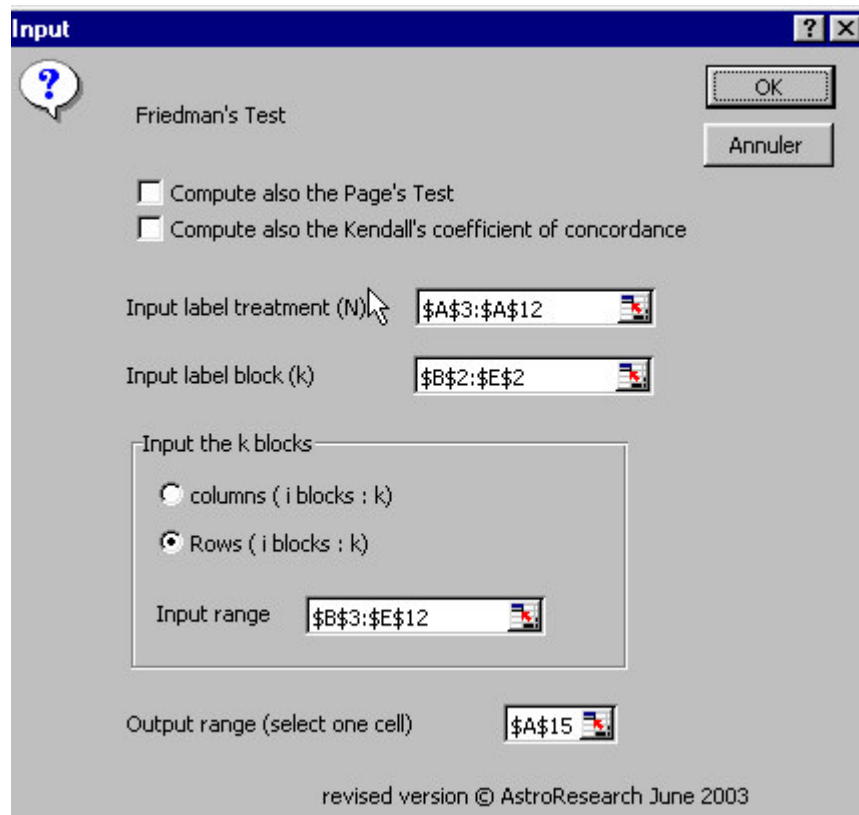 Input
?
OK
Friedman's Test
Annuler
Compute also the Page's Test
Compute also the Kendall's coefficient of concordance
Input label treatment (N) $A$3:$A$12
Input label block (k) $B$2:$E$2
Input the k blocks
columns ( i blocks : k)
Rows ( i blocks : k)
Input range $B$3:$E$12
Output range (select one cell) $A$15
revised version © AstroResearch June 2003